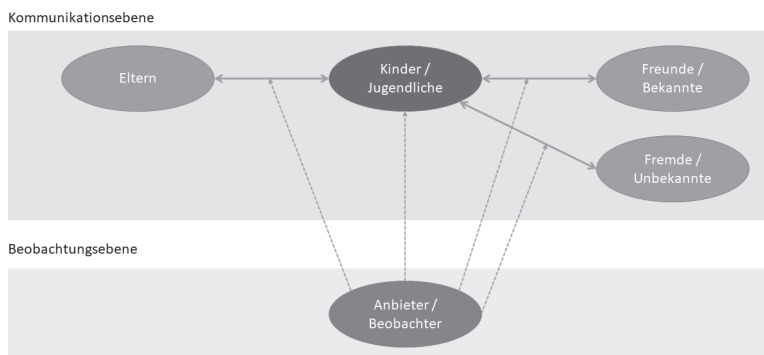 Kommunikationsebene
Eltern
Kinder /
Jugendliche
Freunde /
Bekannte
Fremde /
Unbekannte
Beobachtungsebene
Anbieter /
Beobachter